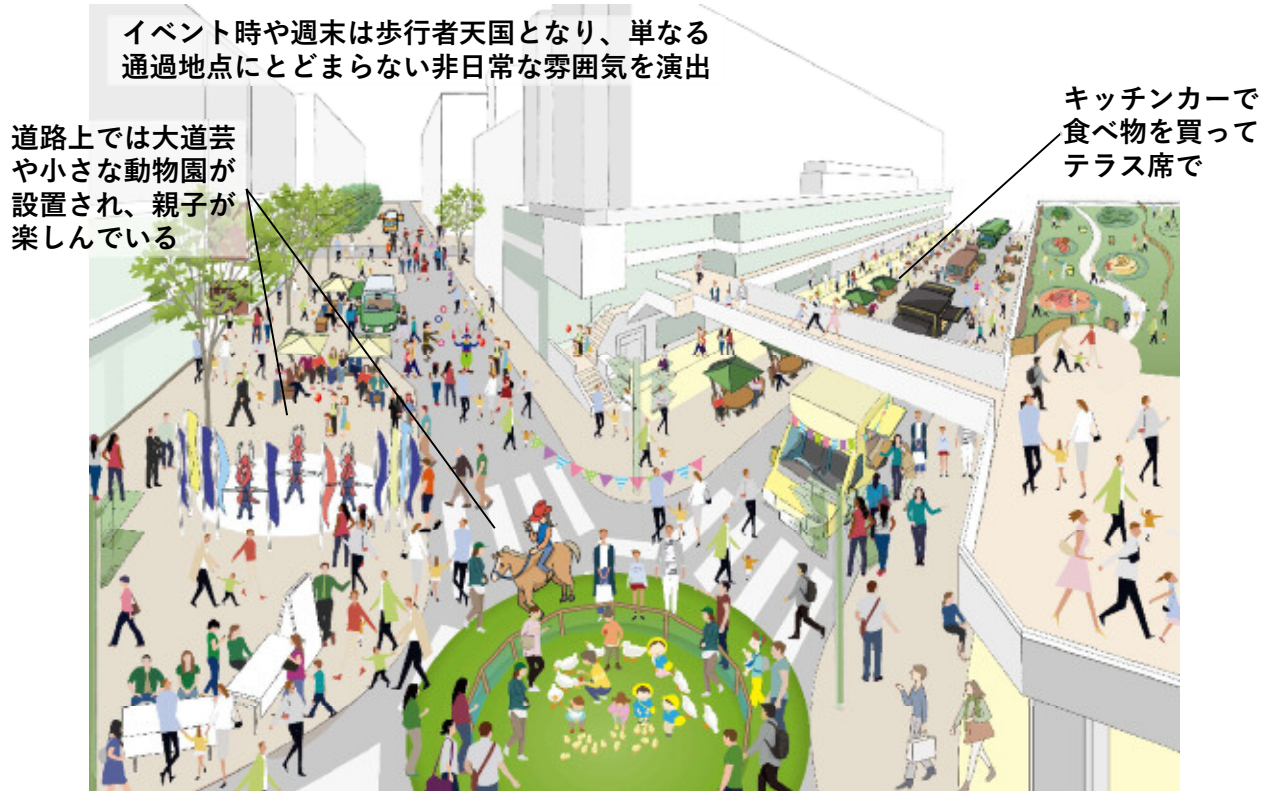 イベント時や週末は歩行者天国となり、単なる
通過地点にとどまらない非日常な雰囲気を演出
道路上では大道芸
や小さな動物園が
設置され、親子が
楽しんでいる
キッチンカーで
食べ物を買って
テラス席で